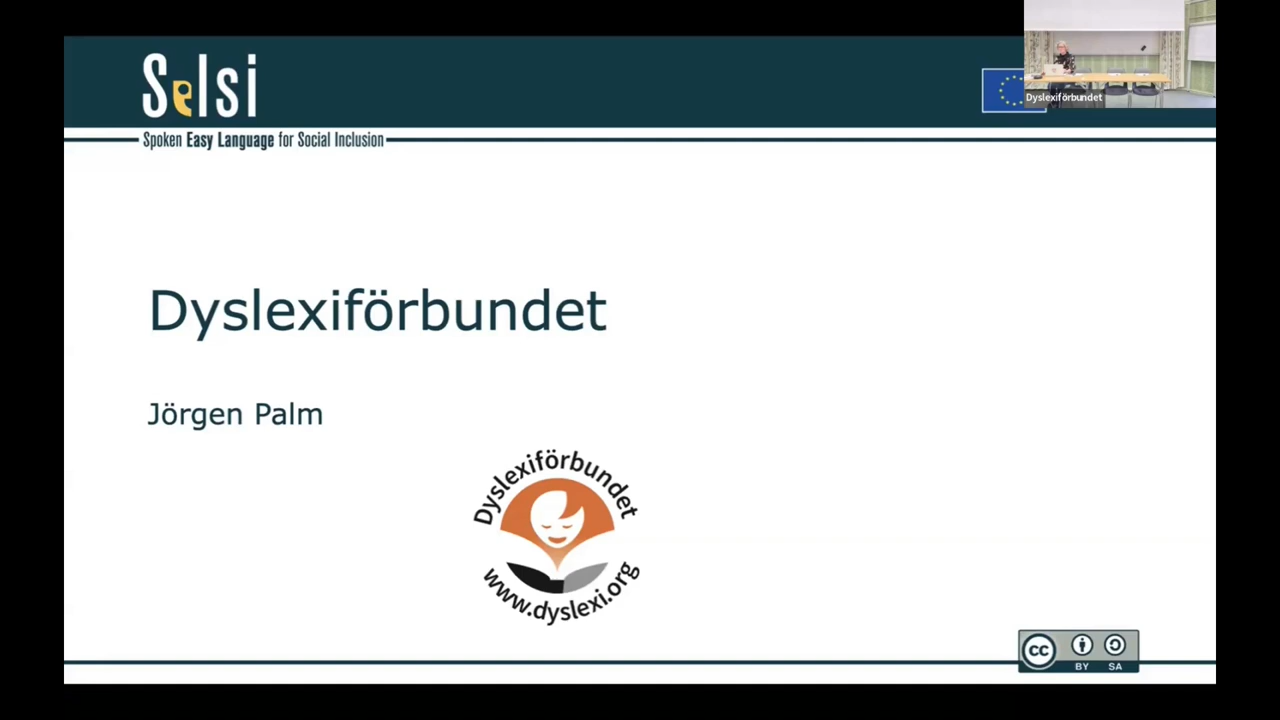 Selsi
Spoken Easy Language for Social Inclusion
Dyslexiförbundet
Dyslexiförbundet
Jörgen Palm
Dyslexiförbundet
www.dyslexi.org
cc
BY SA